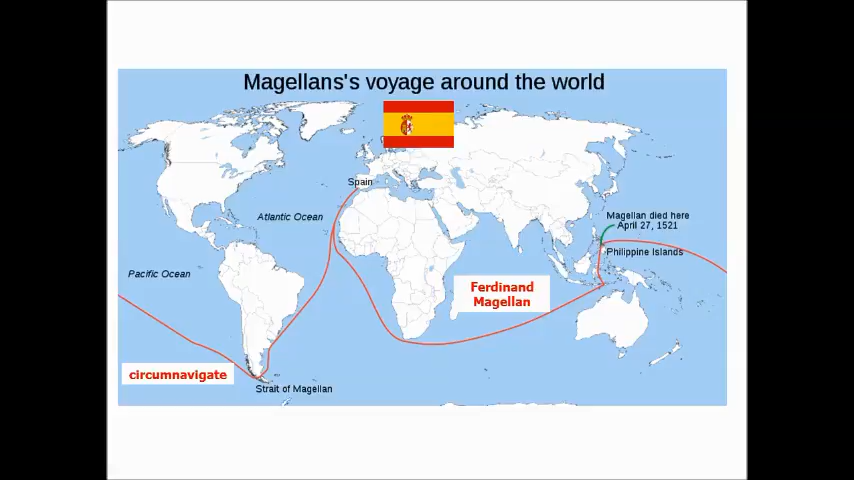 Magellans's voyage around the world
Spain
Atlantic Ocean
Magellan died here
April 27, 1521
Philippine Islands
Pacific Ocean
Ferdinand
Magellan
circumnavigate
Strait of Magellan